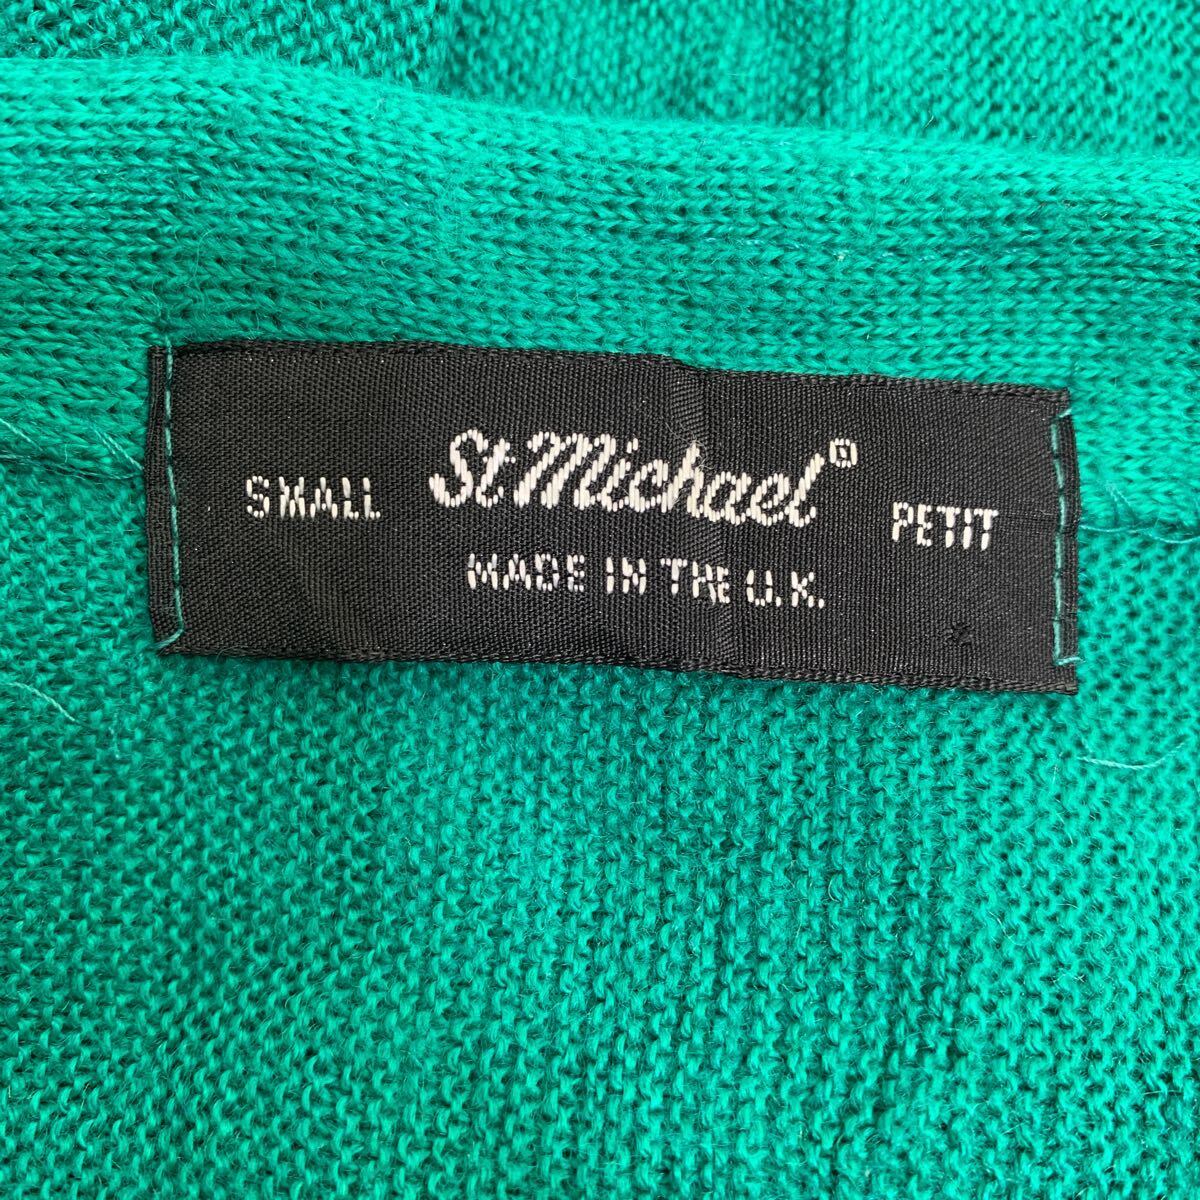 SMALL St Michael® PETIT
MADE IN THE U.K.